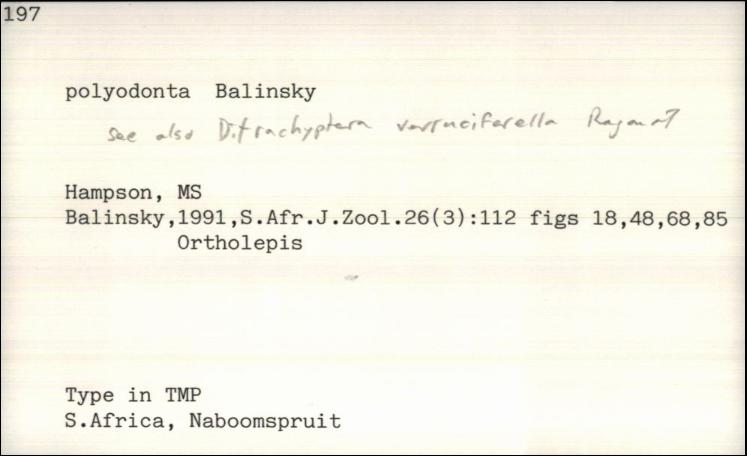 197
polyodonta Balinsky
see also Ditrachyptera verruciferella Ragonot
Hampson, MS
Balinsky,1991,S.Afr.J.Zool.26(3):112 figs 18,48,68,85
Ortholepis
Type in TMP
S.Africa, Naboomspruit